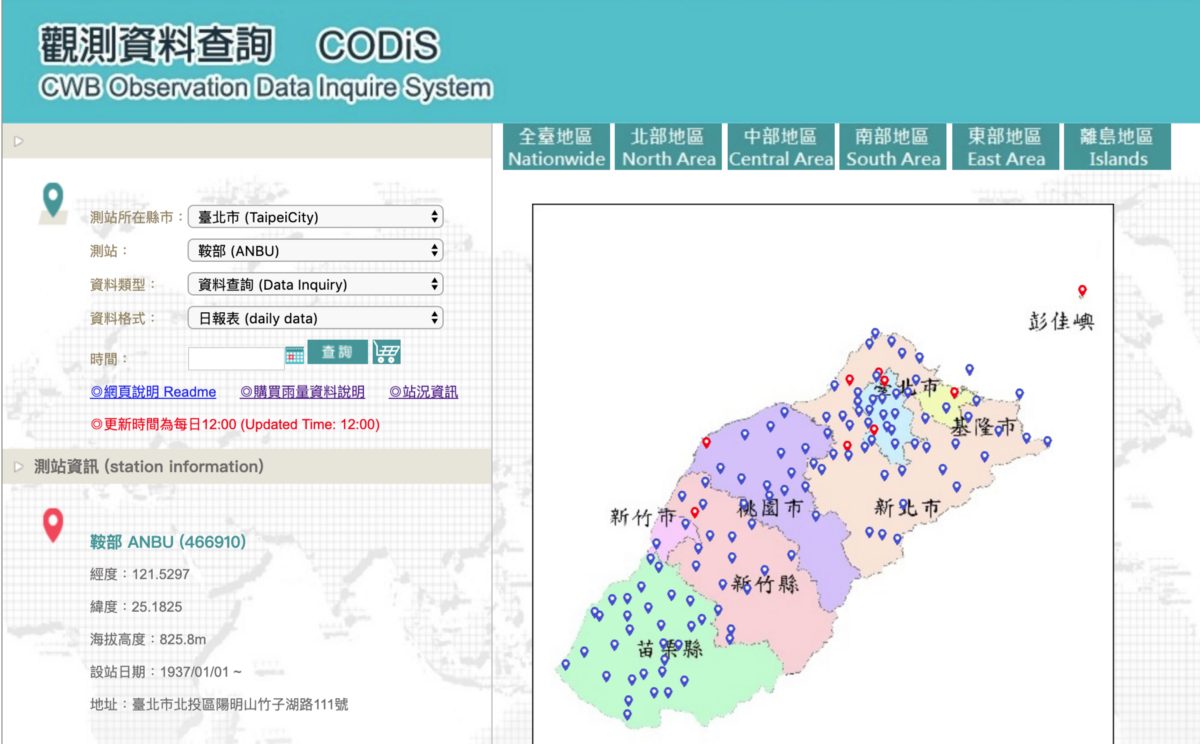 觀測資料查詢 CODiS
CWB Observation Data Inquire System
全臺地區
Nationwide
北部地區
North Area
中部地區
Central Area
南部地區
South Area
東部地區
East Area
離島地區
Islands
測站所在縣市：
臺北市 (TaipeiCity)
測站：
鞍部 (ANBU)
資料類型：
資料查詢 (Data Inquiry)
資料格式：
日報表 (daily data)
時間：
查詢
◎網頁說明 Readme
◎購買雨量資料說明
◎站況資訊
◎更新時間為每日12:00 (Updated Time: 12:00)
測站資訊 (station information)
鞍部 ANBU (466910)
經度：121.5297
緯度：25.1825
海拔高度：825.8m
設站日期：1937/01/01 ~
地址：臺北市北投區陽明山竹子湖路111號
彭佳嶼
臺北市
基隆市
新北市
桃園市
新竹市
新竹縣
苗栗縣